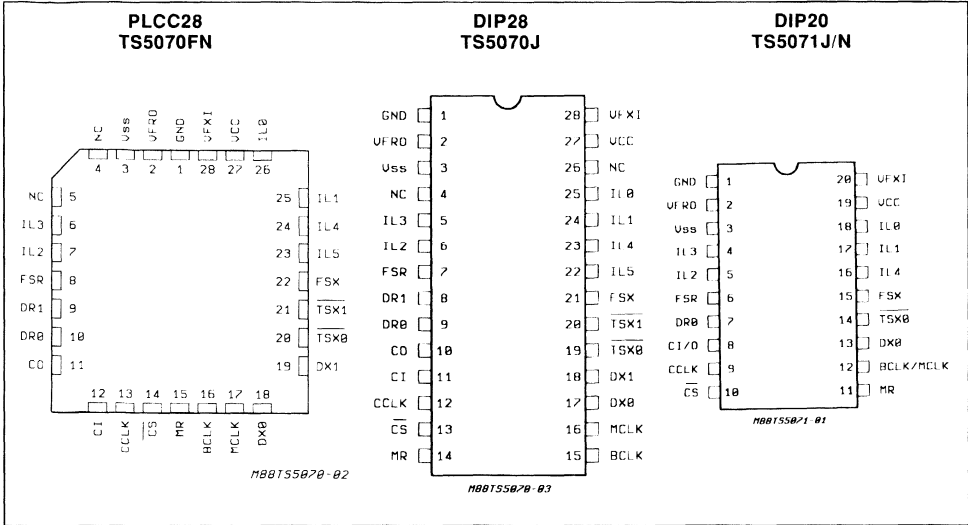 PLCC28
TS5070FN
NC
Vss
VFRO
GND
VFXI
VCC
IL0
4 3 2 1 28 27 26
NC 5
IL3 6
IL2 7
FSR 8
DR1 9
DR0 10
CO 11
25 IL1
24 IL4
23 IL5
22 FSX
21 TSX1
20 TSX0
19 DX1
12 13 14 15 16 17 18
CI
CCLK
CS
MR
BCLK
MCLK
DX0
M88TS5070-02
DIP28
TS5070J
GND 1
VFRO 2
Vss 3
NC 4
IL3 5
IL2 6
FSR 7
DR1 8
DR0 9
CO 10
CI 11
CCLK 12
CS 13
MR 14
28 VFXI
27 VCC
26 NC
25 IL0
24 IL1
23 IL4
22 IL5
21 FSX
20 TSX1
19 TSX0
18 DX1
17 DX0
16 MCLK
15 BCLK
M88TS5070-03
DIP20
TS5071J/N
GND 1
VFRO 2
Vss 3
IL3 4
IL2 5
FSR 6
DR0 7
CI/O 8
CCLK 9
CS 10
20 VFXI
19 VCC
18 IL0
17 IL1
16 IL4
15 FSX
14 TSX0
13 DX0
12 BCLK/MCLK
11 MR
M88TS5071-01